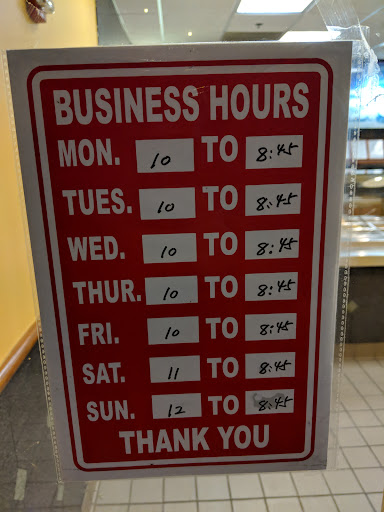 BUSINESS HOURS
MON. 10 TO 8:45
TUES. 10 TO 8:45
WED. 10 TO 8:45
THUR. 10 TO 8:45
FRI. 10 TO 8:45
SAT. 11 TO 8:45
SUN. 12 TO 8:45
THANK YOU